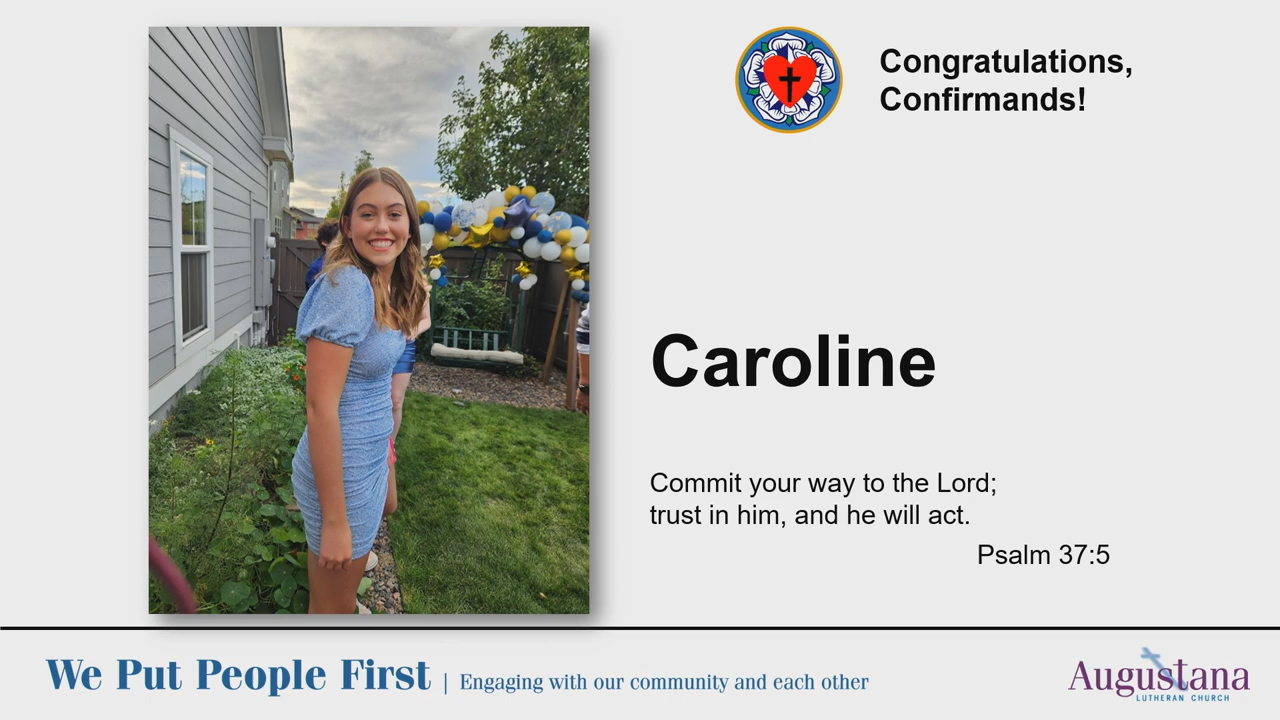 Congratulations,
Confirmands!
Caroline
Commit your way to the Lord;
trust in him, and he will act.
Psalm 37:5
We Put People First | Engaging with our community and each other
Augustana
LUTHERAN CHURCH